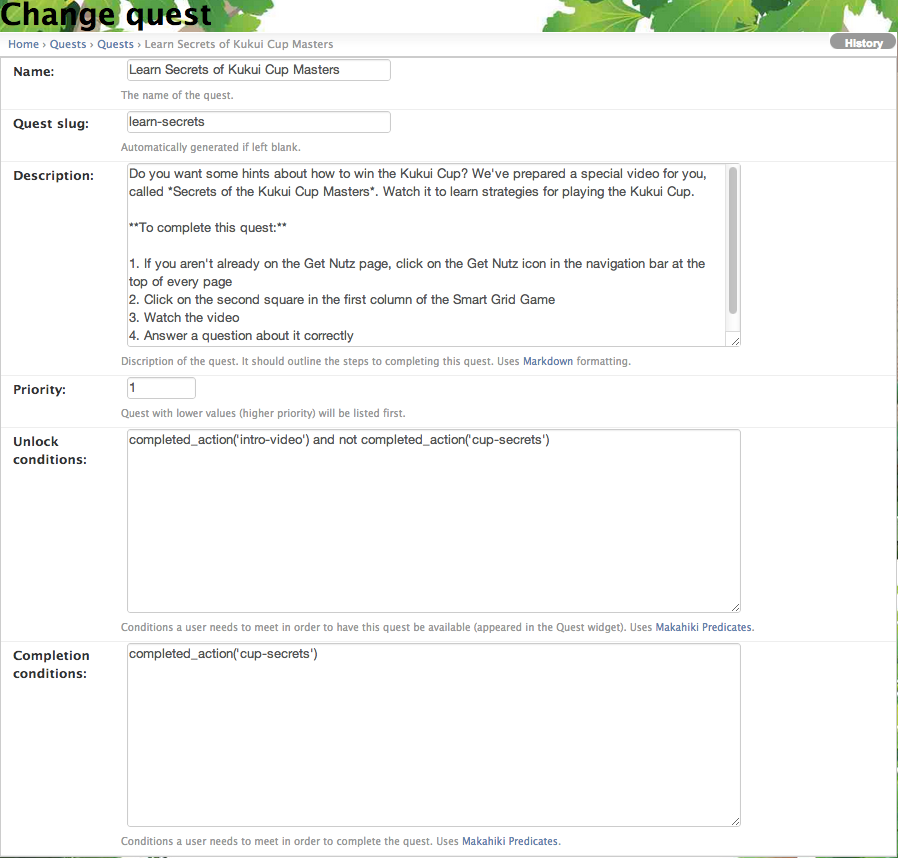 Change quest
Home › Quests › Quests › Learn Secrets of Kukui Cup Masters
History
Name:
Learn Secrets of Kukui Cup Masters
The name of the quest.
Quest slug:
learn-secrets
Automatically generated if left blank.
Description:
Do you want some hints about how to win the Kukui Cup? We've prepared a special video for you,
called *Secrets of the Kukui Cup Masters*. Watch it to learn strategies for playing the Kukui Cup.
**To complete this quest:**
1. If you aren't already on the Get Nutz page, click on the Get Nutz icon in the navigation bar at the
top of every page
2. Click on the second square in the first column of the Smart Grid Game
3. Watch the video
4. Answer a question about it correctly
Discription of the quest. It should outline the steps to completing this quest. Uses Markdown formatting.
Priority:
1
Quest with lower values (higher priority) will be listed first.
Unlock
conditions:
completed_action('intro-video') and not completed_action('cup-secrets')
Conditions a user needs to meet in order to have this quest be available (appeared in the Quest widget). Uses Makahiki Predicates.
Completion
conditions:
completed_action('cup-secrets')
Conditions a user needs to meet in order to complete the quest. Uses Makahiki Predicates.